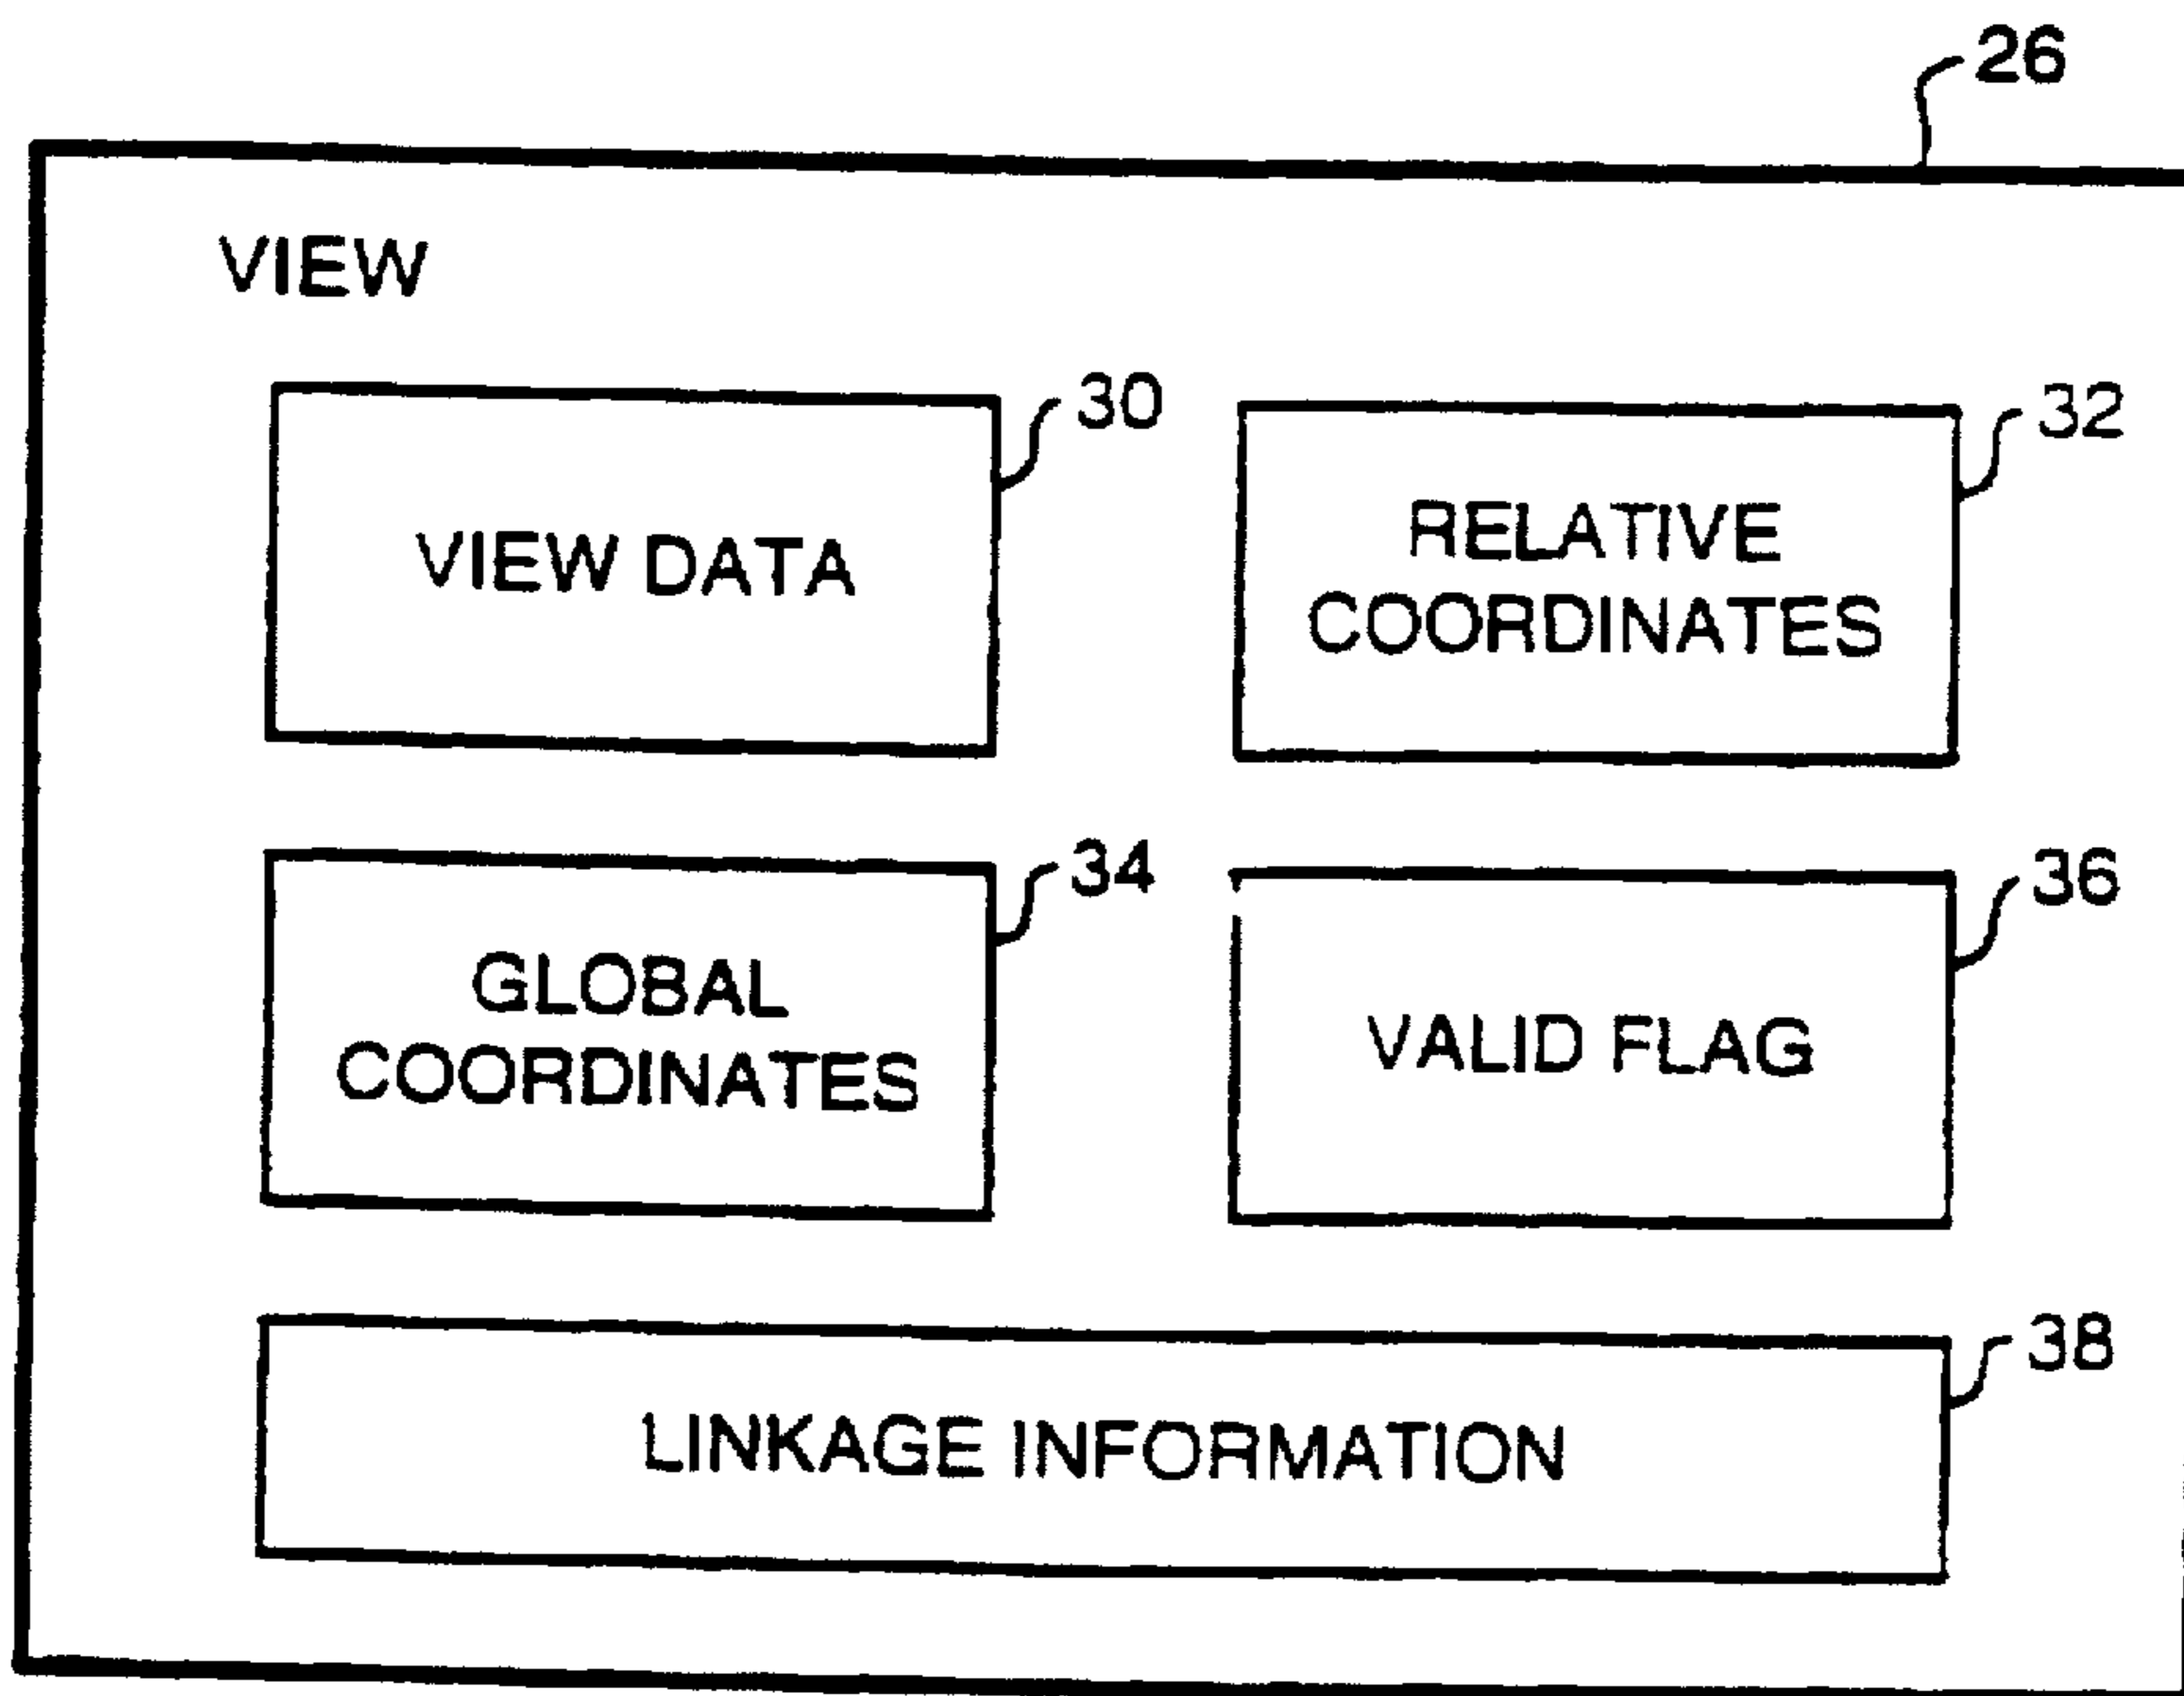 26
VIEW
30
VIEW DATA
32
RELATIVE
COORDINATES
34
GLOBAL
COORDINATES
36
VALID FLAG
38
LINKAGE INFORMATION